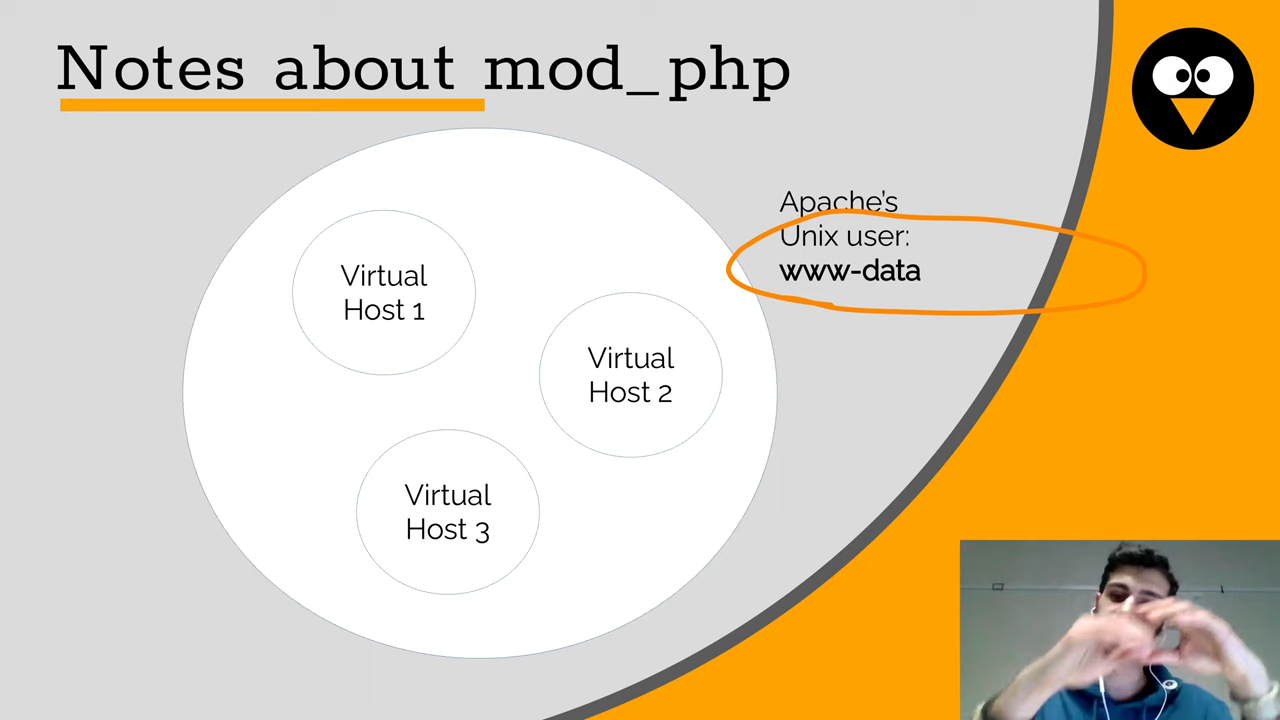 Notes about mod_php
Apache’s
Unix user:
www-data
Virtual
Host 1
Virtual
Host 2
Virtual
Host 3